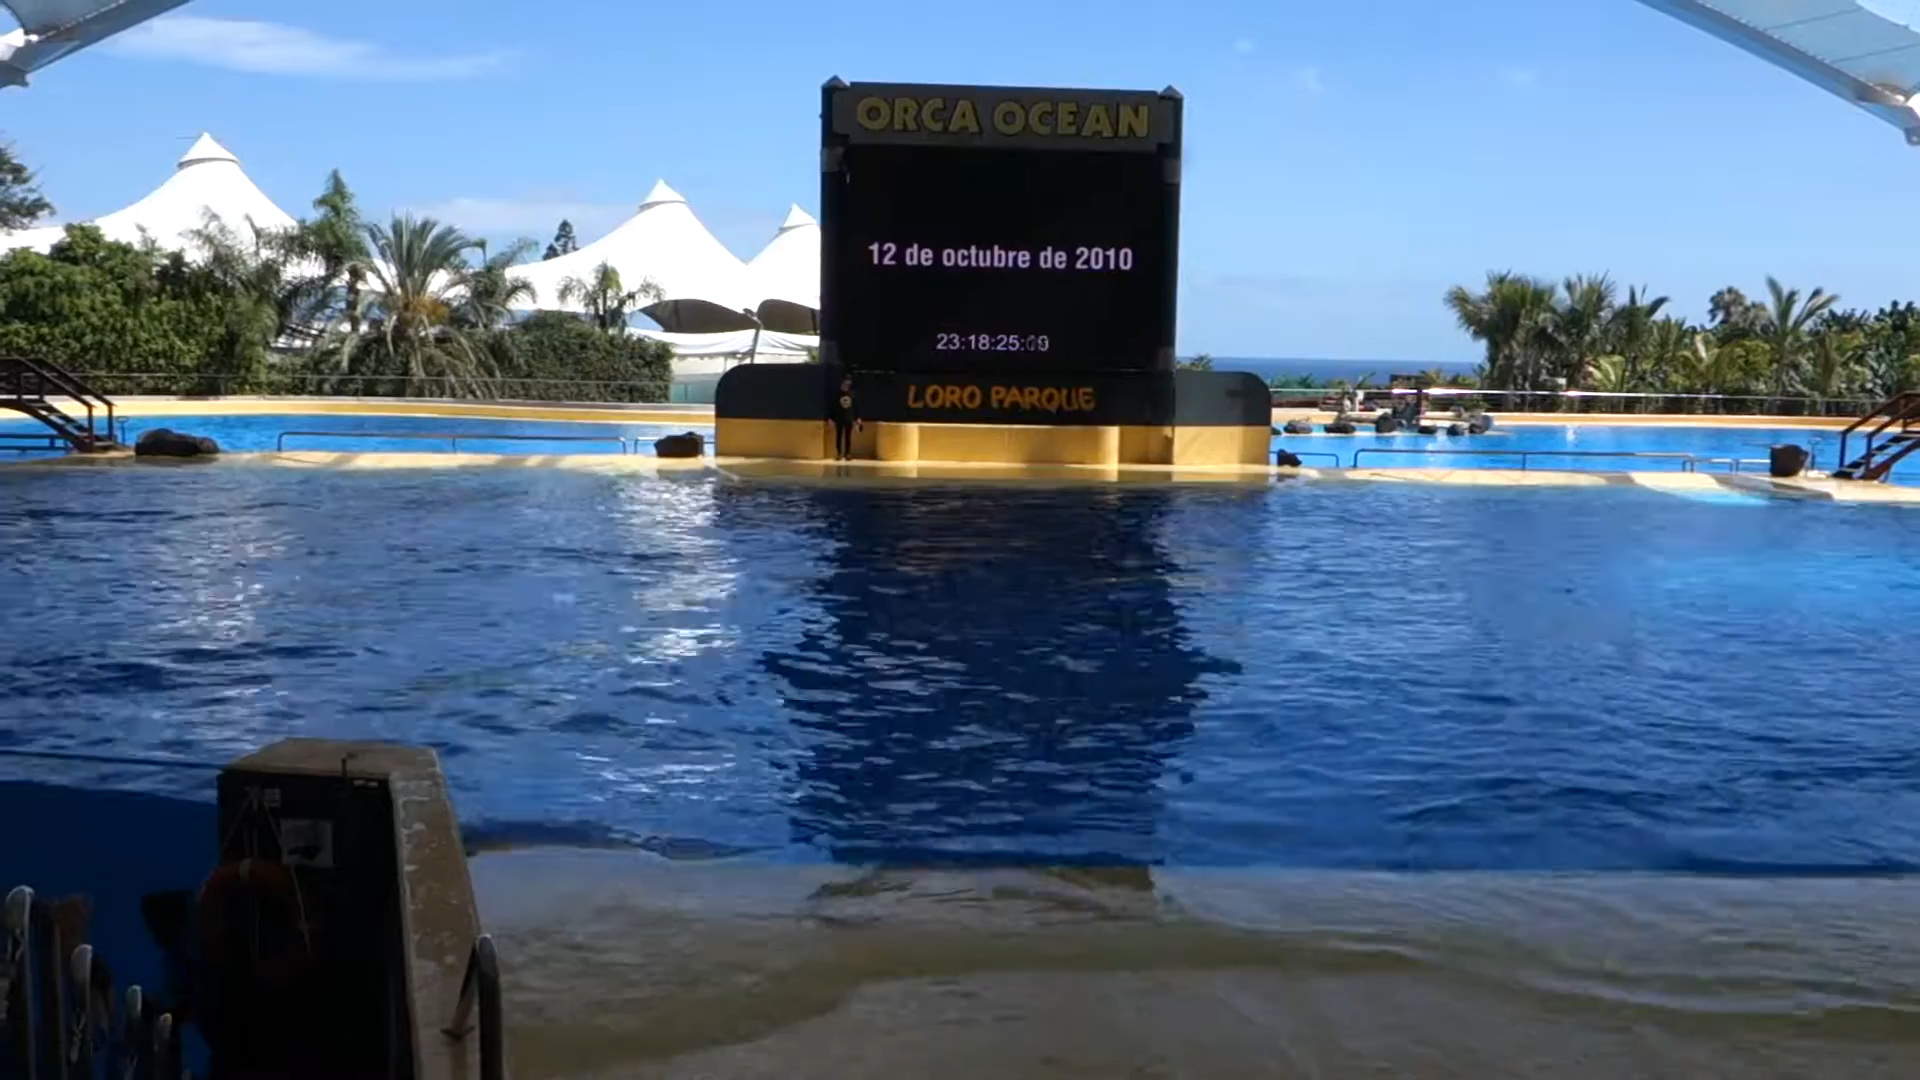 ORCA OCEAN
12 de octubre de 2010
23:18:25:09
LORO PARQUE